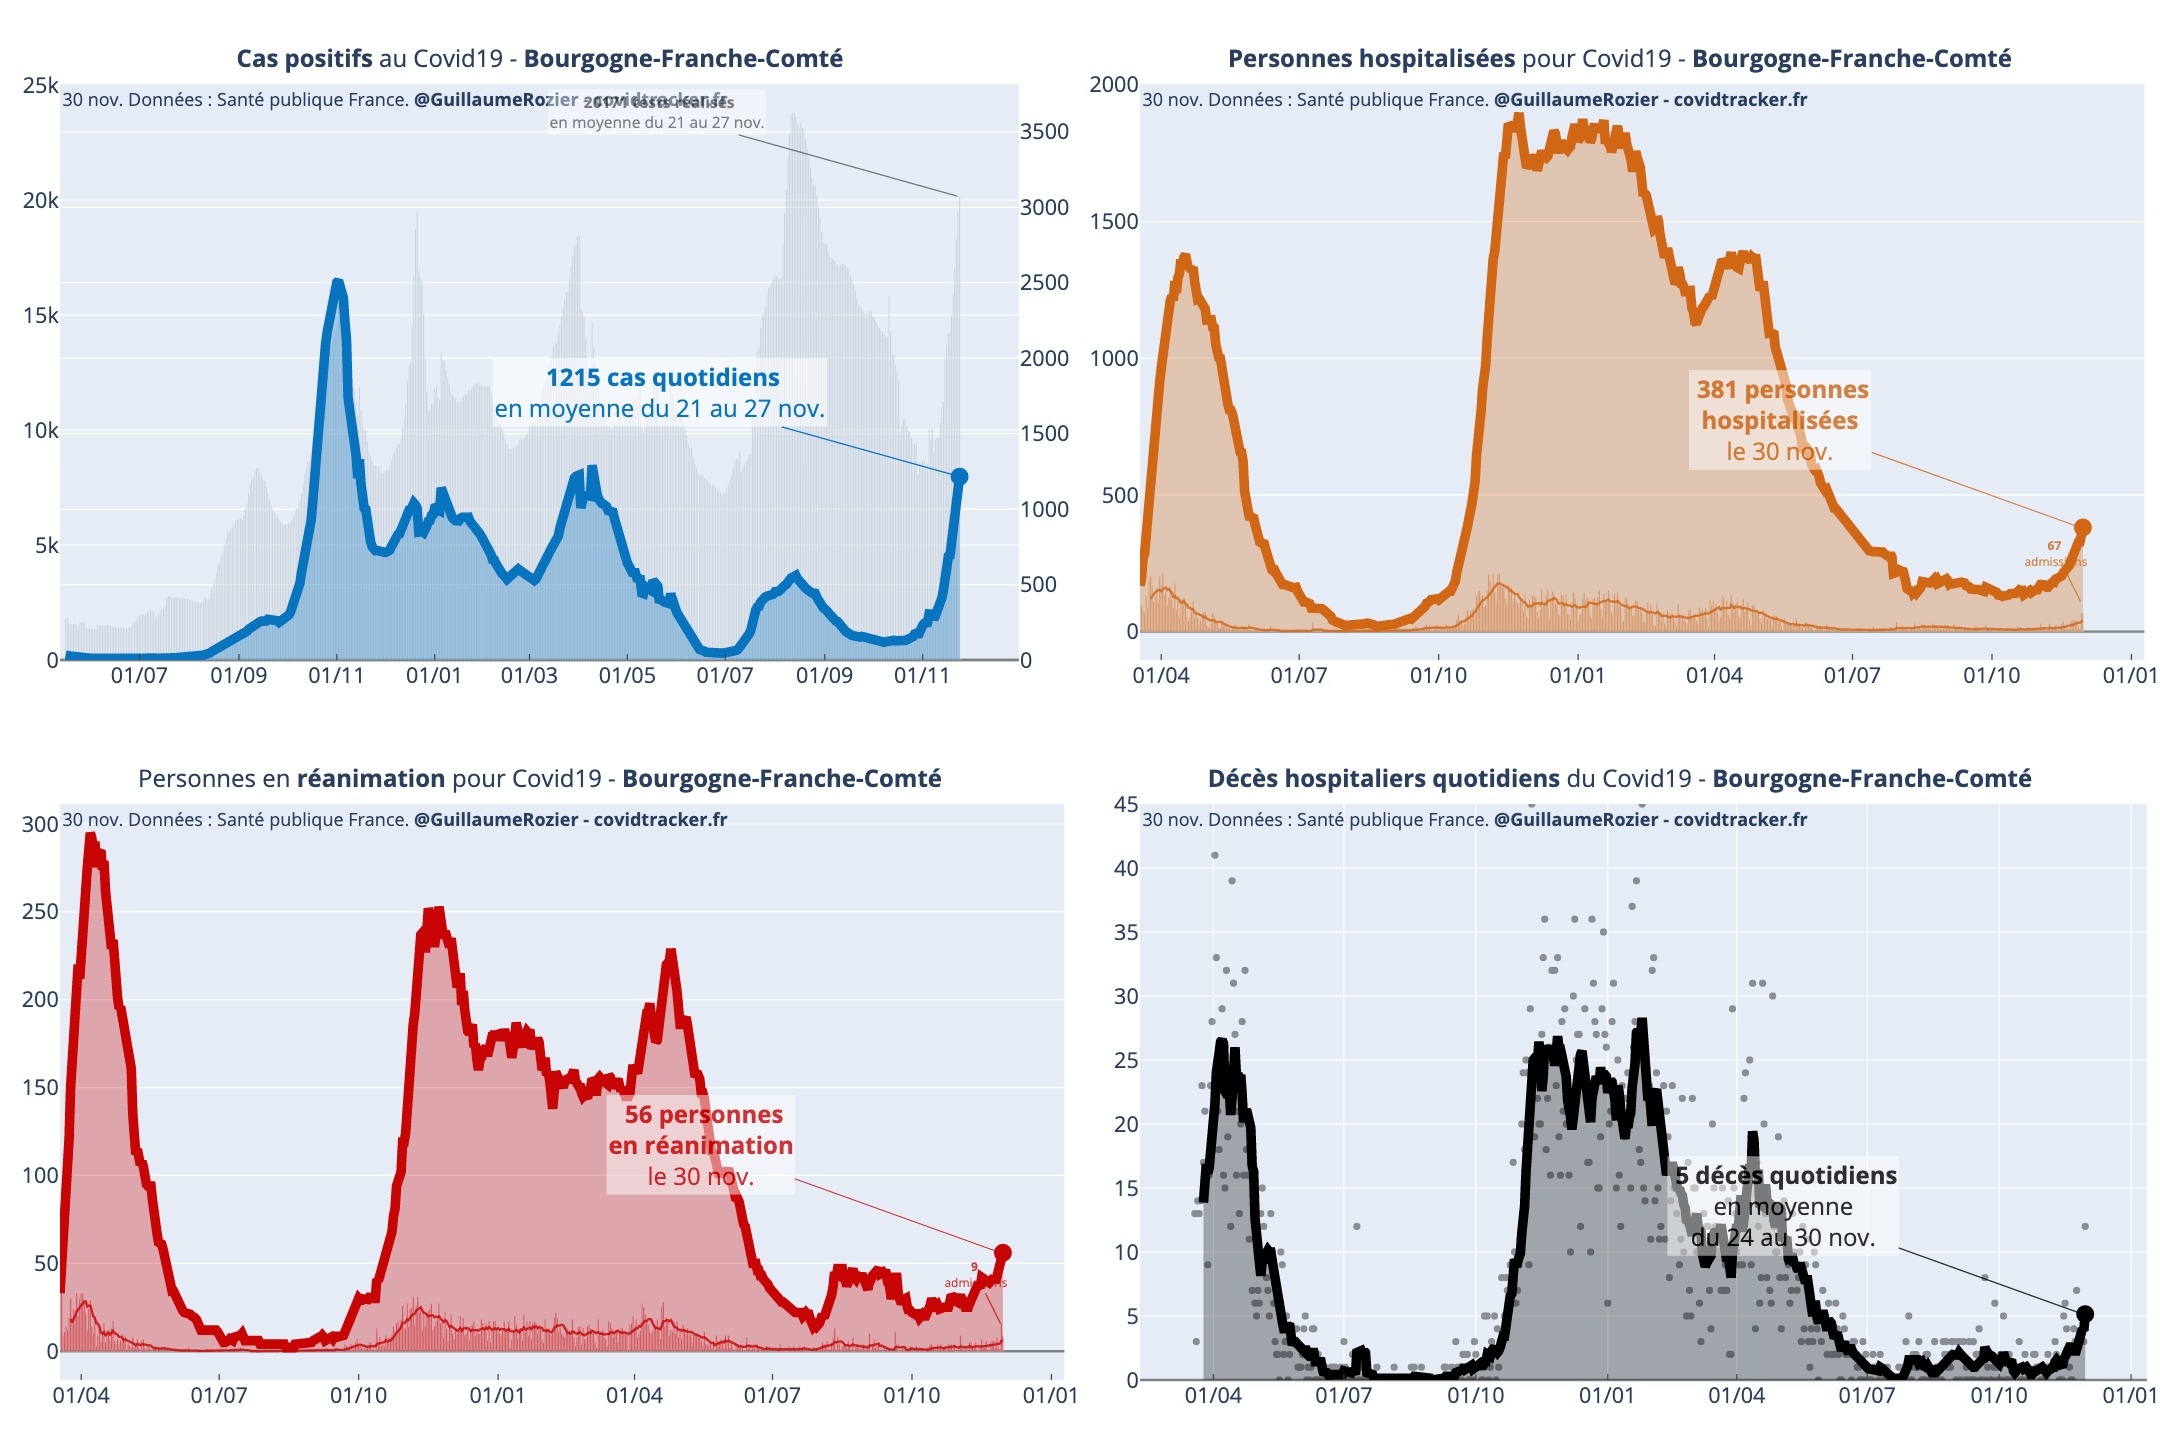 Cas positifs au Covid19 - Bourgogne-Franche-Comté
25k
30 nov. Données : Santé publique France. @GuillaumeRozier - covidtracker.fr
tests réalisés
en moyenne du 21 au 27 nov.
3500
20k
3000
2500
15k
2000
1215 cas quotidiens
en moyenne du 21 au 27 nov.
10k
1500
1000
5k
500
0
0
01/07 01/09 01/11 01/01 01/03 01/05 01/07 01/09 01/11
Personnes hospitalisées pour Covid19 - Bourgogne-Franche-Comté
2000
30 nov. Données : Santé publique France. @GuillaumeRozier - covidtracker.fr
1500
1000
381 personnes
hospitalisées
le 30 nov.
500
67
admissions
0
01/04 01/07 01/10 01/01 01/04 01/07 01/10 01/01
Personnes en réanimation pour Covid19 - Bourgogne-Franche-Comté
300
30 nov. Données : Santé publique France. @GuillaumeRozier - covidtracker.fr
250
200
150
56 personnes
en réanimation
le 30 nov.
100
50
9
admissions
0
01/04 01/07 01/10 01/01 01/04 01/07 01/10 01/01
Décès hospitaliers quotidiens du Covid19 - Bourgogne-Franche-Comté
45
30 nov. Données : Santé publique France. @GuillaumeRozier - covidtracker.fr
40
35
30
25
20
15
5 décès quotidiens
en moyenne
du 24 au 30 nov.
10
5
0
01/04 01/07 01/10 01/01 01/04 01/07 01/10 01/01